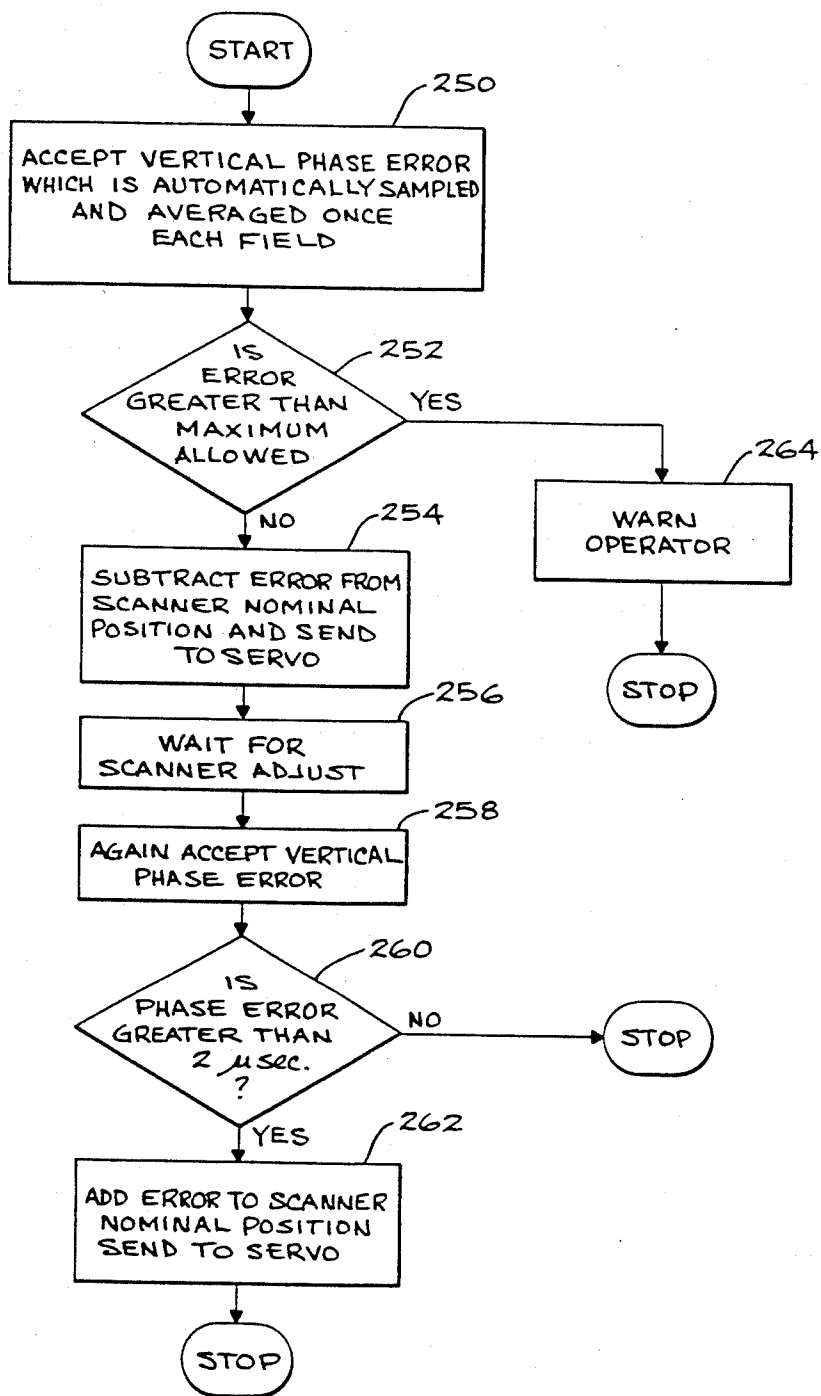 START
250
ACCEPT VERTICAL PHASE ERROR
WHICH IS AUTOMATICALLY SAMPLED
AND AVERAGED ONCE
EACH FIELD
252
IS
ERROR
GREATER THAN
MAXIMUM
ALLOWED
YES
264
WARN
OPERATOR
STOP
NO
254
SUBTRACT ERROR FROM
SCANNER NOMINAL
POSITION AND SEND
TO SERVO
256
WAIT FOR
SCANNER ADJUST
258
AGAIN ACCEPT VERTICAL
PHASE ERROR
260
IS
PHASE ERROR
GREATER THAN
2 μsec.
?
NO
STOP
YES
262
ADD ERROR TO SCANNER
NOMINAL POSITION
SEND TO SERVO
STOP